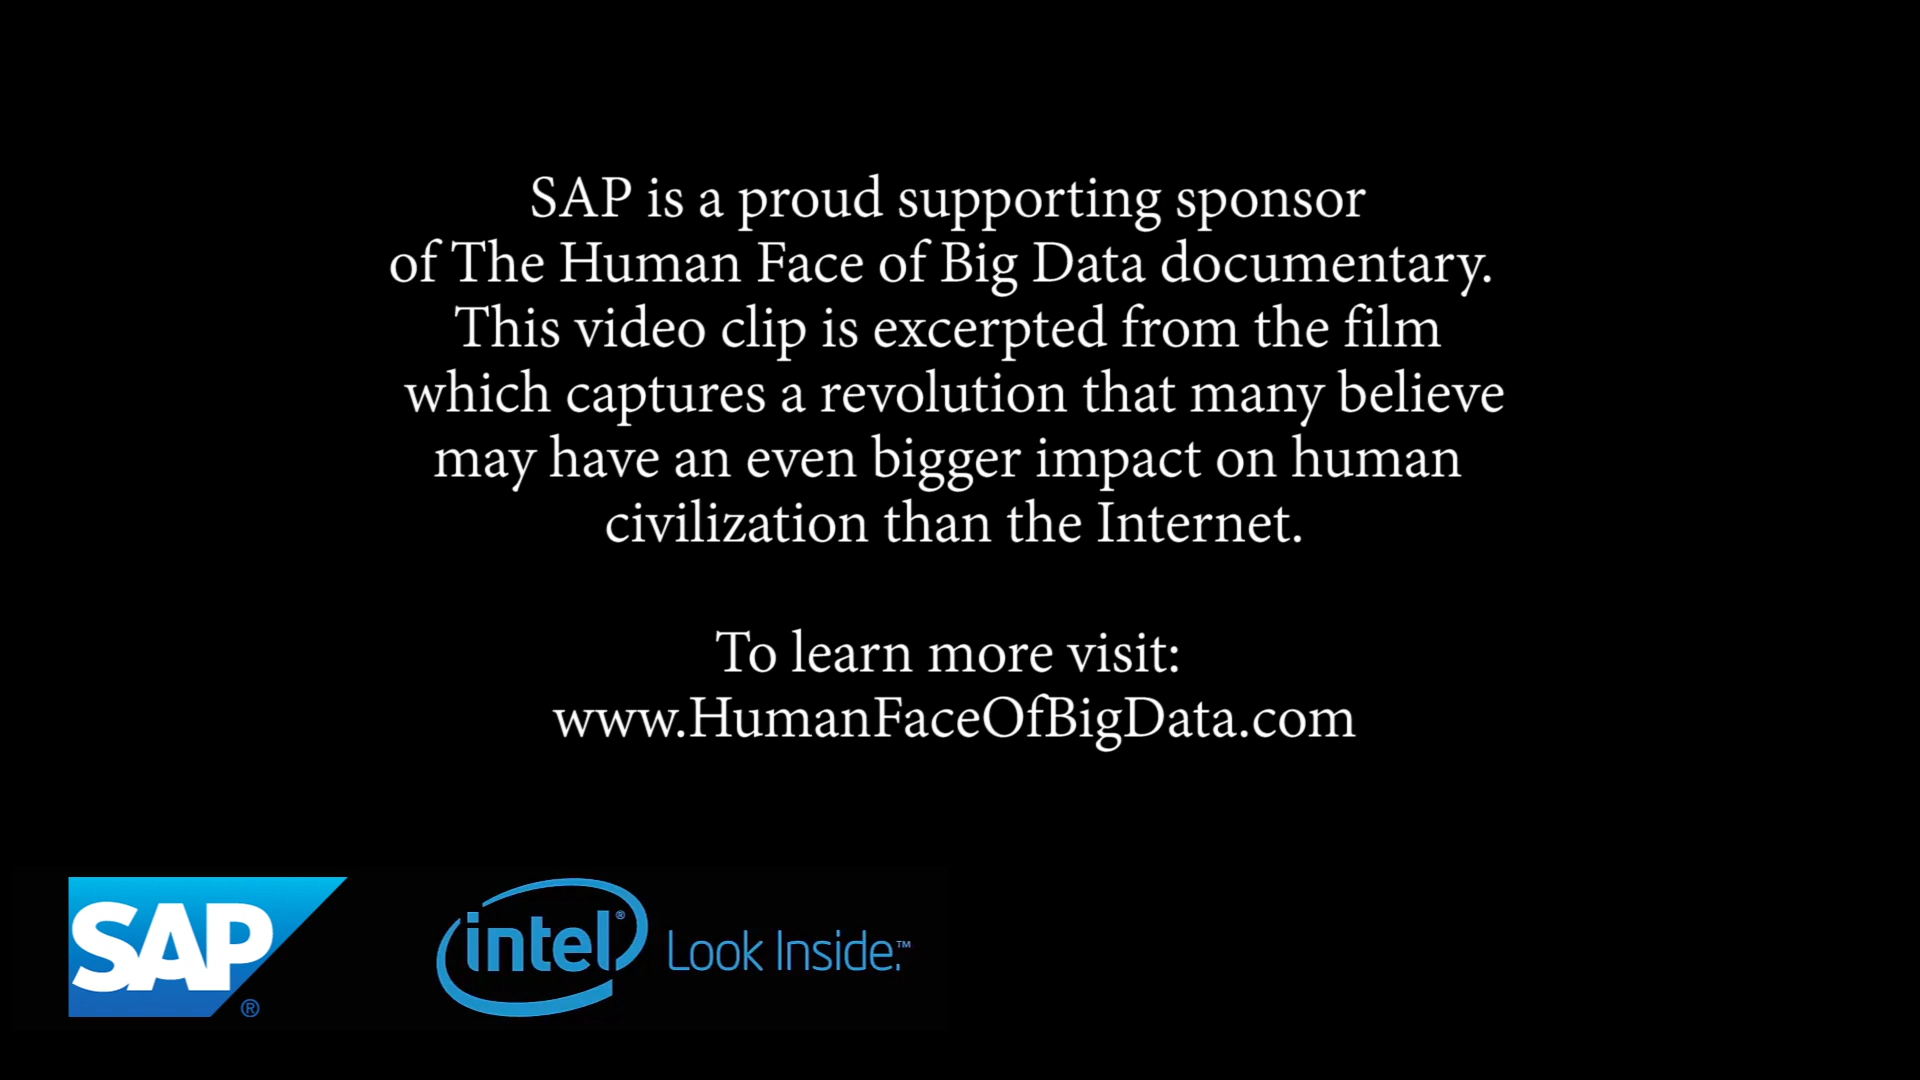 SAP is a proud supporting sponsor
of The Human Face of Big Data documentary.
This video clip is excerpted from the film
which captures a revolution that many believe
may have an even bigger impact on human
civilization than the Internet.
To learn more visit:
www.HumanFaceOfBigData.com
SAP ®
intel® Look Inside.™